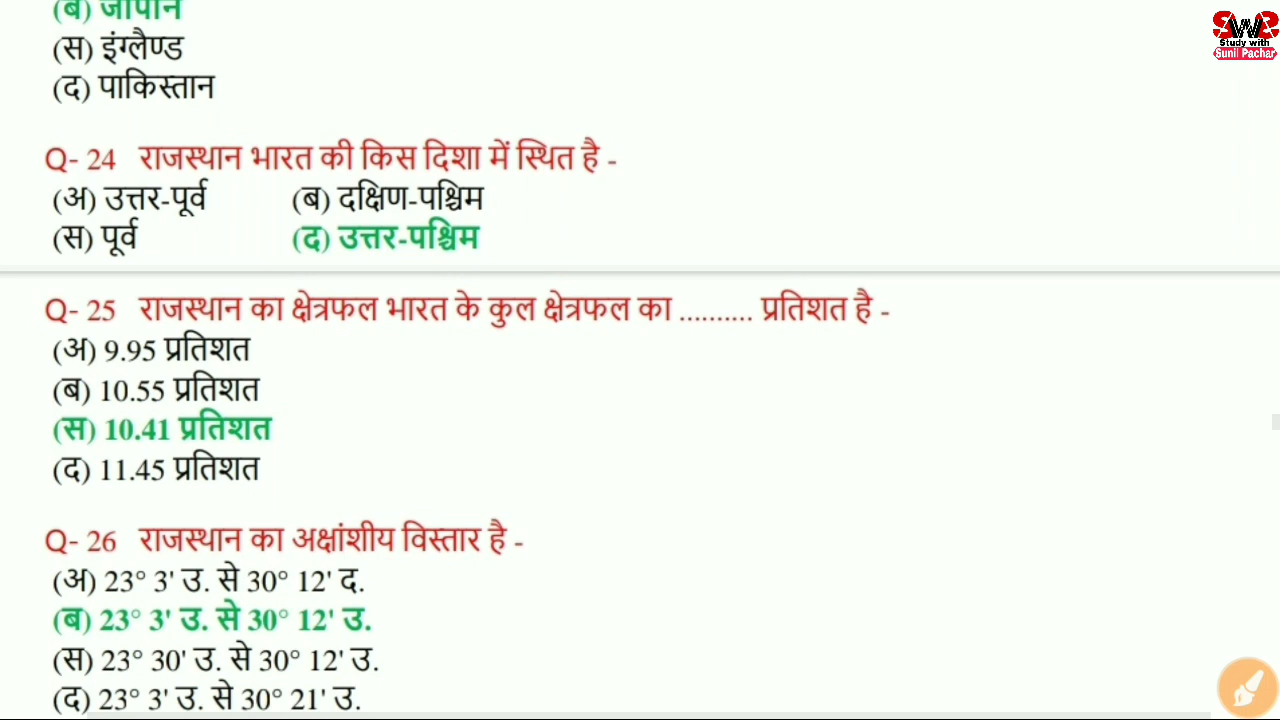 (ब) जापान
(स) इंग्लैण्ड
(द) पाकिस्तान
Q- 24 राजस्थान भारत की किस दिशा में स्थित है -
(अ) उत्तर-पूर्व (ब) दक्षिण-पश्चिम
(स) पूर्व (द) उत्तर-पश्चिम
Q- 25 राजस्थान का क्षेत्रफल भारत के कुल क्षेत्रफल का .......... प्रतिशत है -
(अ) 9.95 प्रतिशत
(ब) 10.55 प्रतिशत
(स) 10.41 प्रतिशत
(द) 11.45 प्रतिशत
Q- 26 राजस्थान का अक्षांशीय विस्तार है -
(अ) 23° 3' उ. से 30° 12' द.
(ब) 23° 3' उ. से 30° 12' उ.
(स) 23° 30' उ. से 30° 12' उ.
(द) 23° 3' उ. से 30° 21' उ.
SWS
Study with
Sunil Pachar